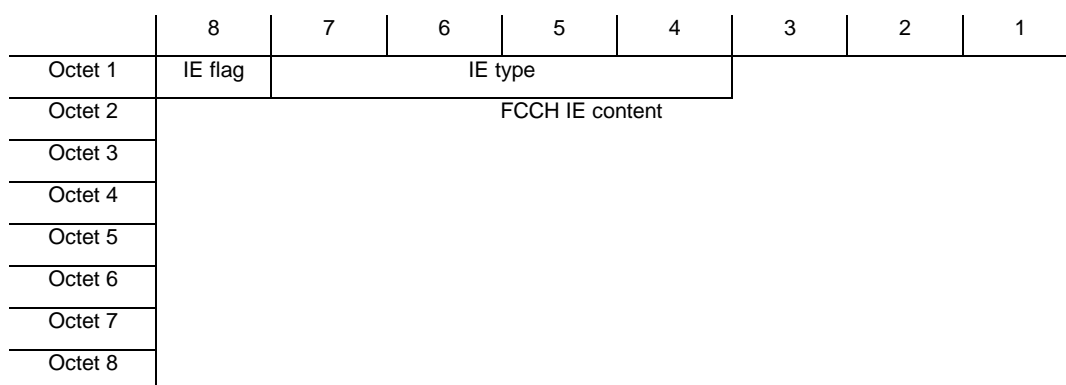 8 7 6 5 4 3 2 1
Octet 1 IE flag IE type
Octet 2 FCCH IE content
Octet 3
Octet 4
Octet 5
Octet 6
Octet 7
Octet 8